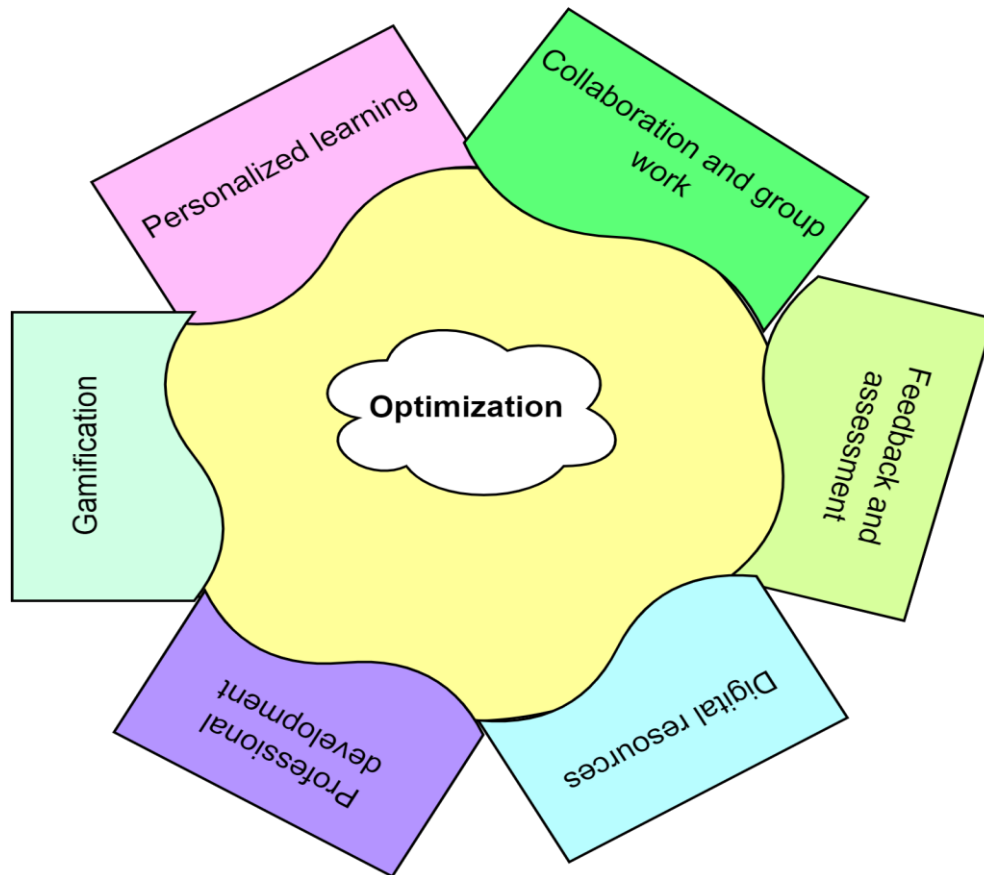 Personalized learning
Collaboration and group
work
Feedback and
assessment
Digital resources
Professional
development
Gamification
Optimization